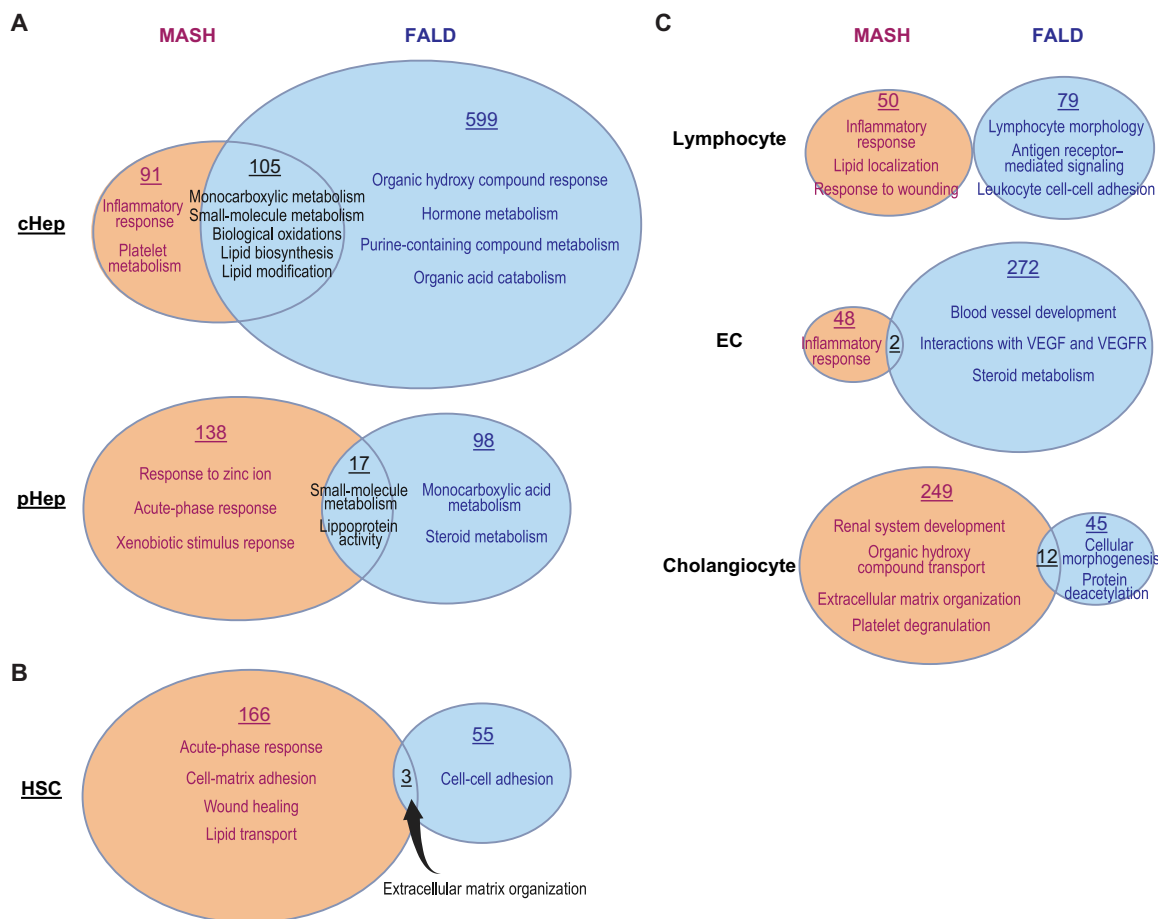 A
MASH
FALD
cHep
91
Inflammatory
response
Platelet
metabolism
105
Monocarboxylic metabolism
Small-molecule metabolism
Biological oxidations
Lipid biosynthesis
Lipid modification
599
Organic hydroxy compound response
Hormone metabolism
Purine-containing compound metabolism
Organic acid catabolism
pHep
138
Response to zinc ion
Acute-phase response
Xenobiotic stimulus reponse
17
Small-molecule
metabolism
Lippoprotein
activity
98
Monocarboxylic acid
metabolism
Steroid metabolism
B
HSC
166
Acute-phase response
Cell-matrix adhesion
Wound healing
Lipid transport
3
55
Cell-cell adhesion
Extracellular matrix organization
C
MASH
FALD
Lymphocyte
50
Inflammatory
response
Lipid localization
Response to wounding
79
Lymphocyte morphology
Antigen receptor–
mediated signaling
Leukocyte cell-cell adhesion
EC
48
Inflammatory
response
2
272
Blood vessel development
Interactions with VEGF and VEGFR
Steroid metabolism
Cholangiocyte
249
Renal system development
Organic hydroxy
compound transport
Extracellular matrix organization
Platelet degranulation
12
45
Cellular
morphogenesis
Protein
deacetylation